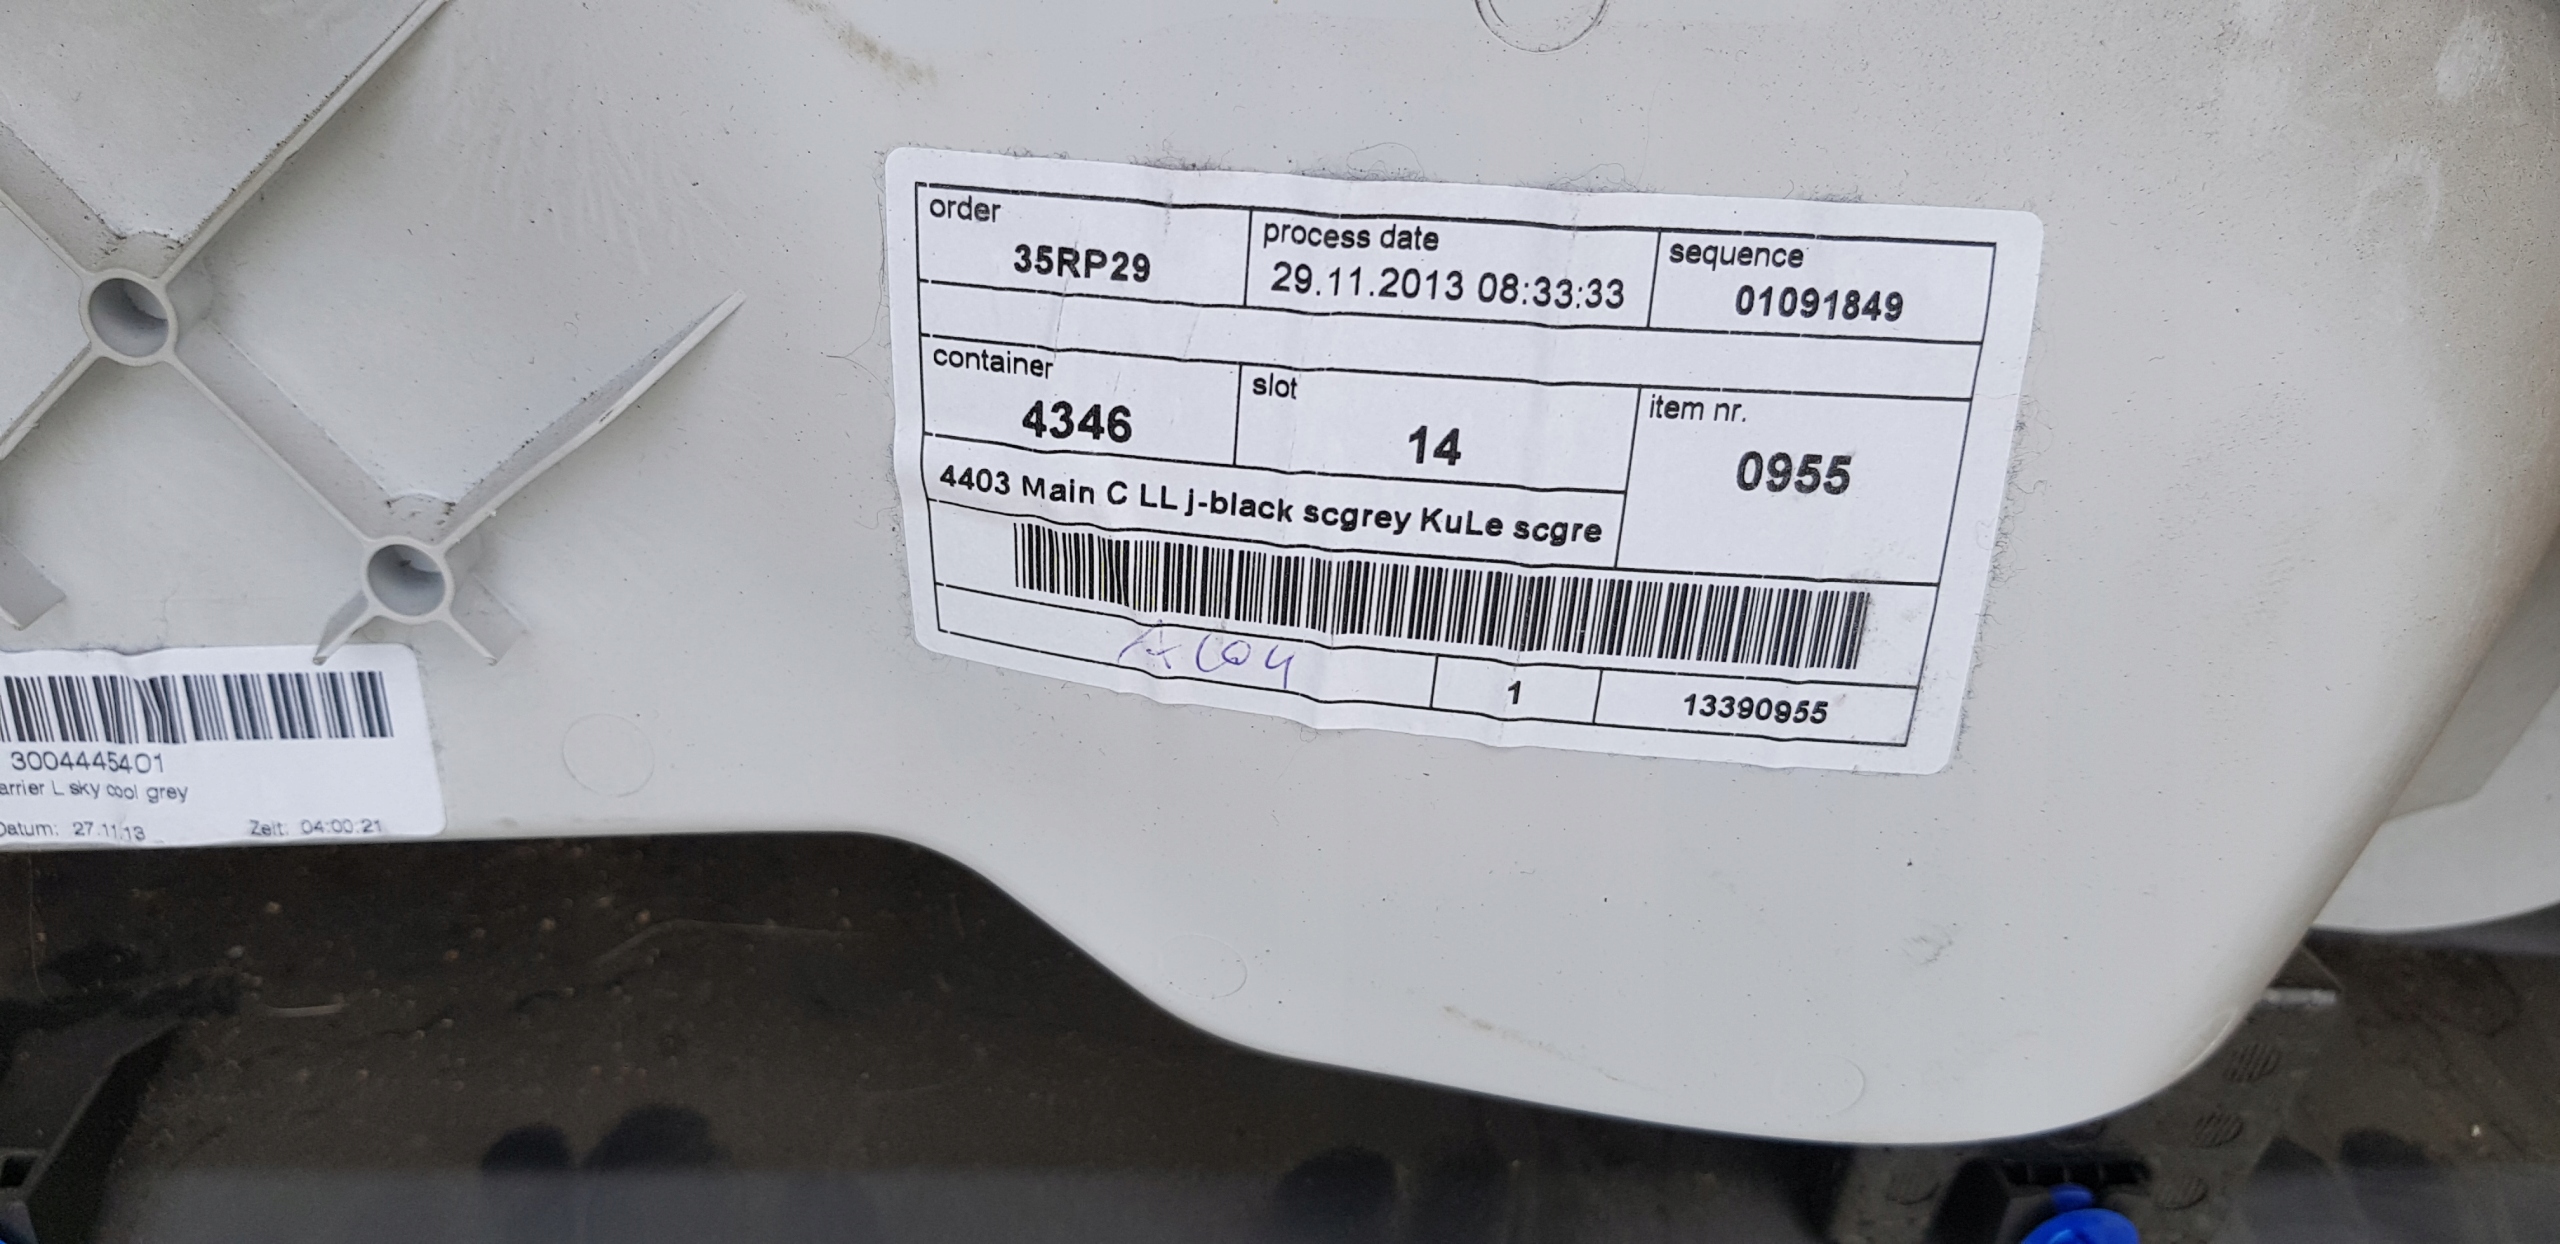 order
35RP29
process date
29.11.2013 08:33:33
sequence
01091849
container
4346
slot
14
item nr.
0955
4403 Main C LL j-black scgrey KuLe scgre
1
13390955
3004445401
arrier L sky cool grey
Datum: 27.11.13 Zeit: 04:00:21